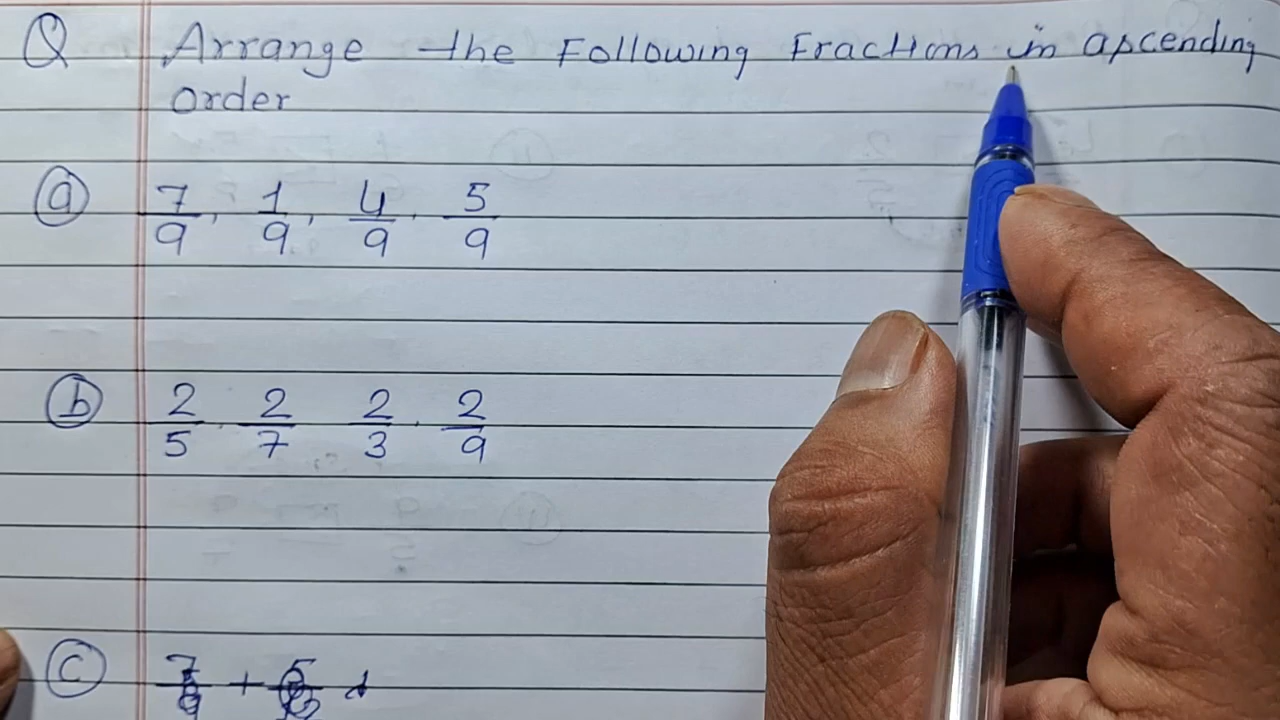 Q Arrange the Following Fractions in ascending
order
(a) 7/9, 1/9, 4/9, 5/9
(b) 2/5, 2/7 2/3, 2/9
(c)